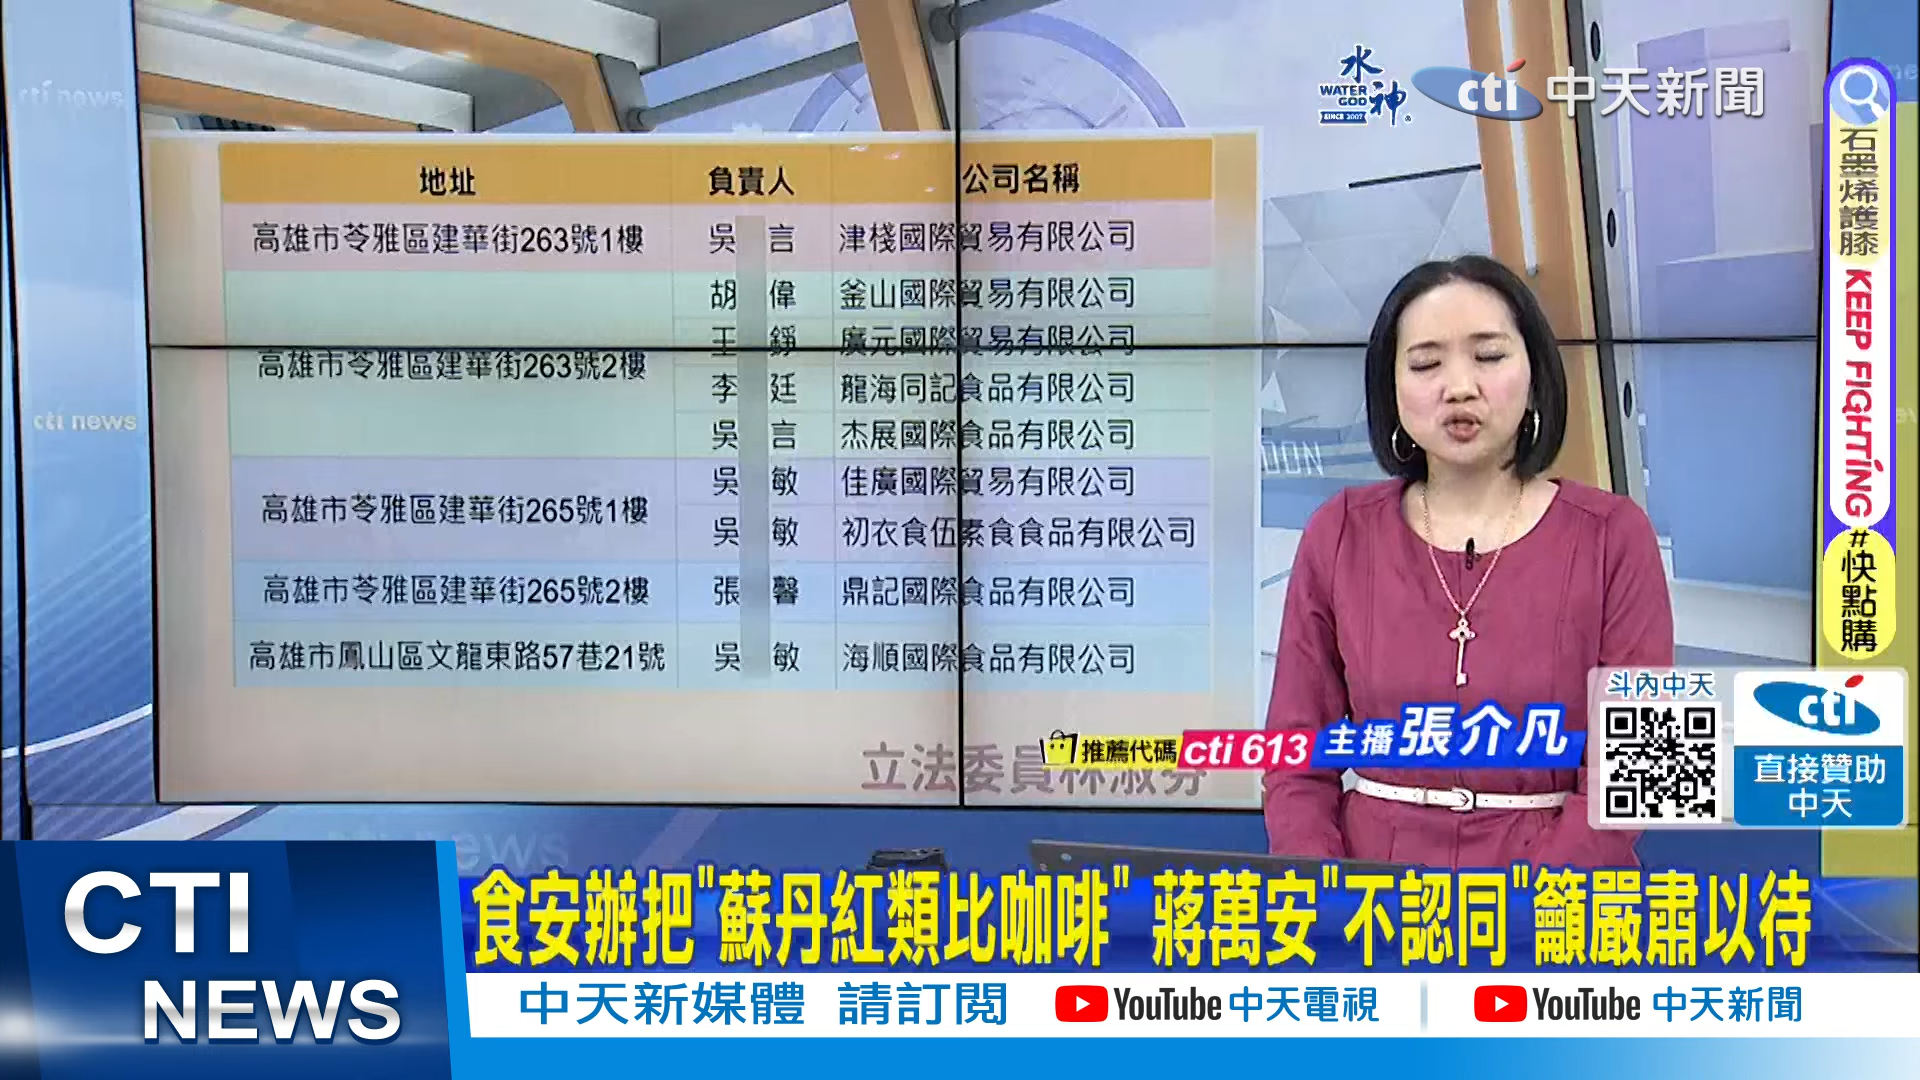 cti news
水神
WATER GOD
SINCE 2007
cti 中天新聞
石墨烯護膝 KEEP FIGHTING #快點購
地址 負責人 公司名稱
高雄市苓雅區建華街263號1樓 吳 言 津棧國際貿易有限公司
胡 偉 釜山國際貿易有限公司
王 錚 廣元國際貿易有限公司
高雄市苓雅區建華街263號2樓
李 廷 龍海同記食品有限公司
吳 言 杰展國際食品有限公司
吳 敏 佳廣國際貿易有限公司
高雄市苓雅區建華街265號1樓
吳 敏 初衣食伍素食食品有限公司
高雄市苓雅區建華街265號2樓 張 馨 鼎記國際食品有限公司
高雄市鳳山區文龍東路57巷21號 吳 敏 海順國際食品有限公司
cti news
立法委員林淑芬
推薦代碼 cti 613 主播 張介凡
斗內中天
cti
直接贊助
中天
CTI
NEWS
食安辦把"蘇丹紅類比咖啡" 蔣萬安"不認同"籲嚴肅以待
中天新媒體 請訂閱 YouTube 中天電視 YouTube 中天新聞